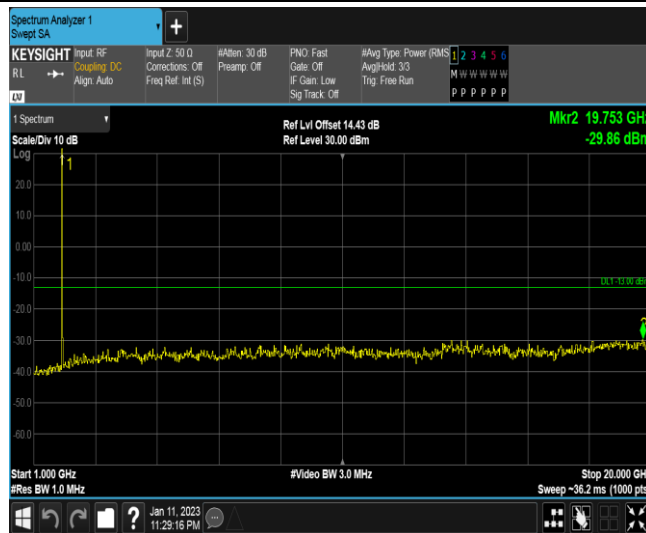 Spectrum Analyzer 1
Swept SA
+
KEYSIGHT
RL
LXI
Input: RF
Coupling: DC
Align: Auto
Input Z: 50 Ω
Corrections: Off
Freq Ref: Int (S)
#Atten: 30 dB
Preamp: Off
PNO: Fast
Gate: Off
IF Gain: Low
Sig Track: Off
#Avg Type: Power (RMS
Avg|Hold: 3/3
Trig: Free Run
1 2 3 4 5 6
M W W W W W
P P P P P P
1 Spectrum
Scale/Div 10 dB
Log
Ref Lvl Offset 14.43 dB
Ref Level 30.00 dBm
Mkr2 19.753 GHz
-29.86 dBm
1
20.0
10.0
0.00
-10.0
DL1 -13.00 dBm
-20.0
2
-30.0
-40.0
-50.0
-60.0
Start 1.000 GHz
#Res BW 1.0 MHz
#Video BW 3.0 MHz
Stop 20.000 GHz
Sweep ~36.2 ms (1000 pts
?
Jan 11, 2023
11:29:16 PM